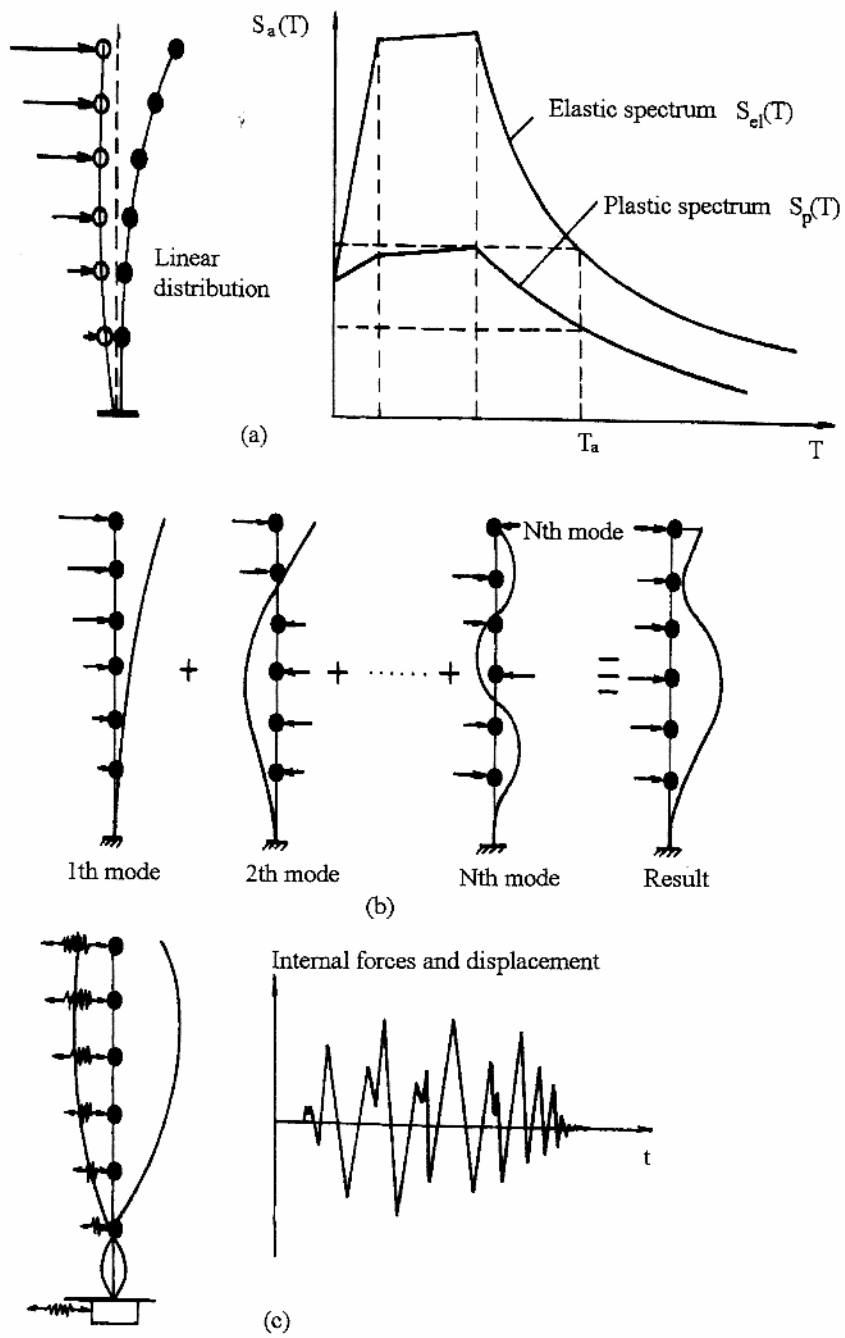 Sa(T)
Elastic spectrum Sel(T)
Plastic spectrum Sp(T)
Linear
distribution
(a)
Ta
T
Nth mode
+
+ ...... +
=
1th mode
2th mode
Nth mode
Result
(b)
Internal forces and displacement
t
(c)